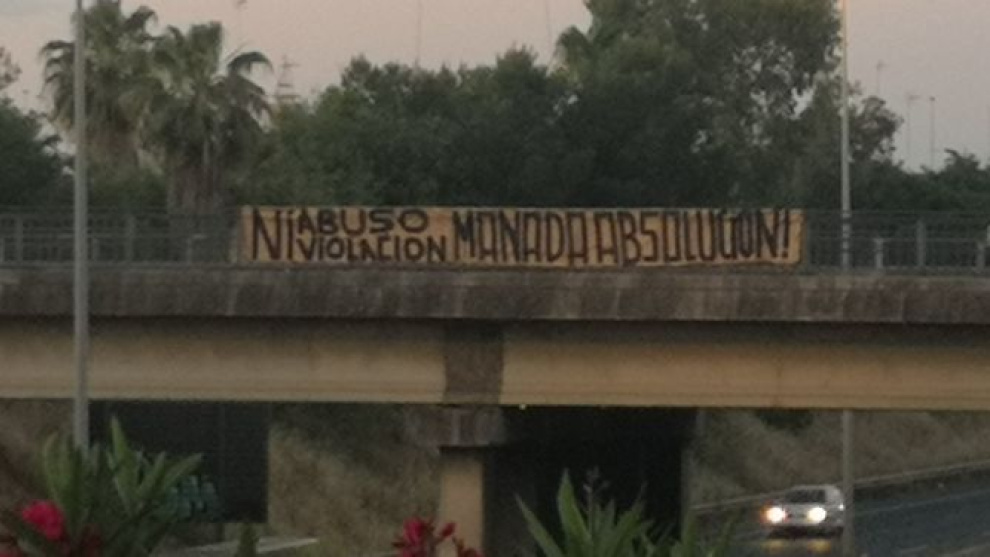 NI ABUSO
VIOLACION
MANADA ABSOLUCION!